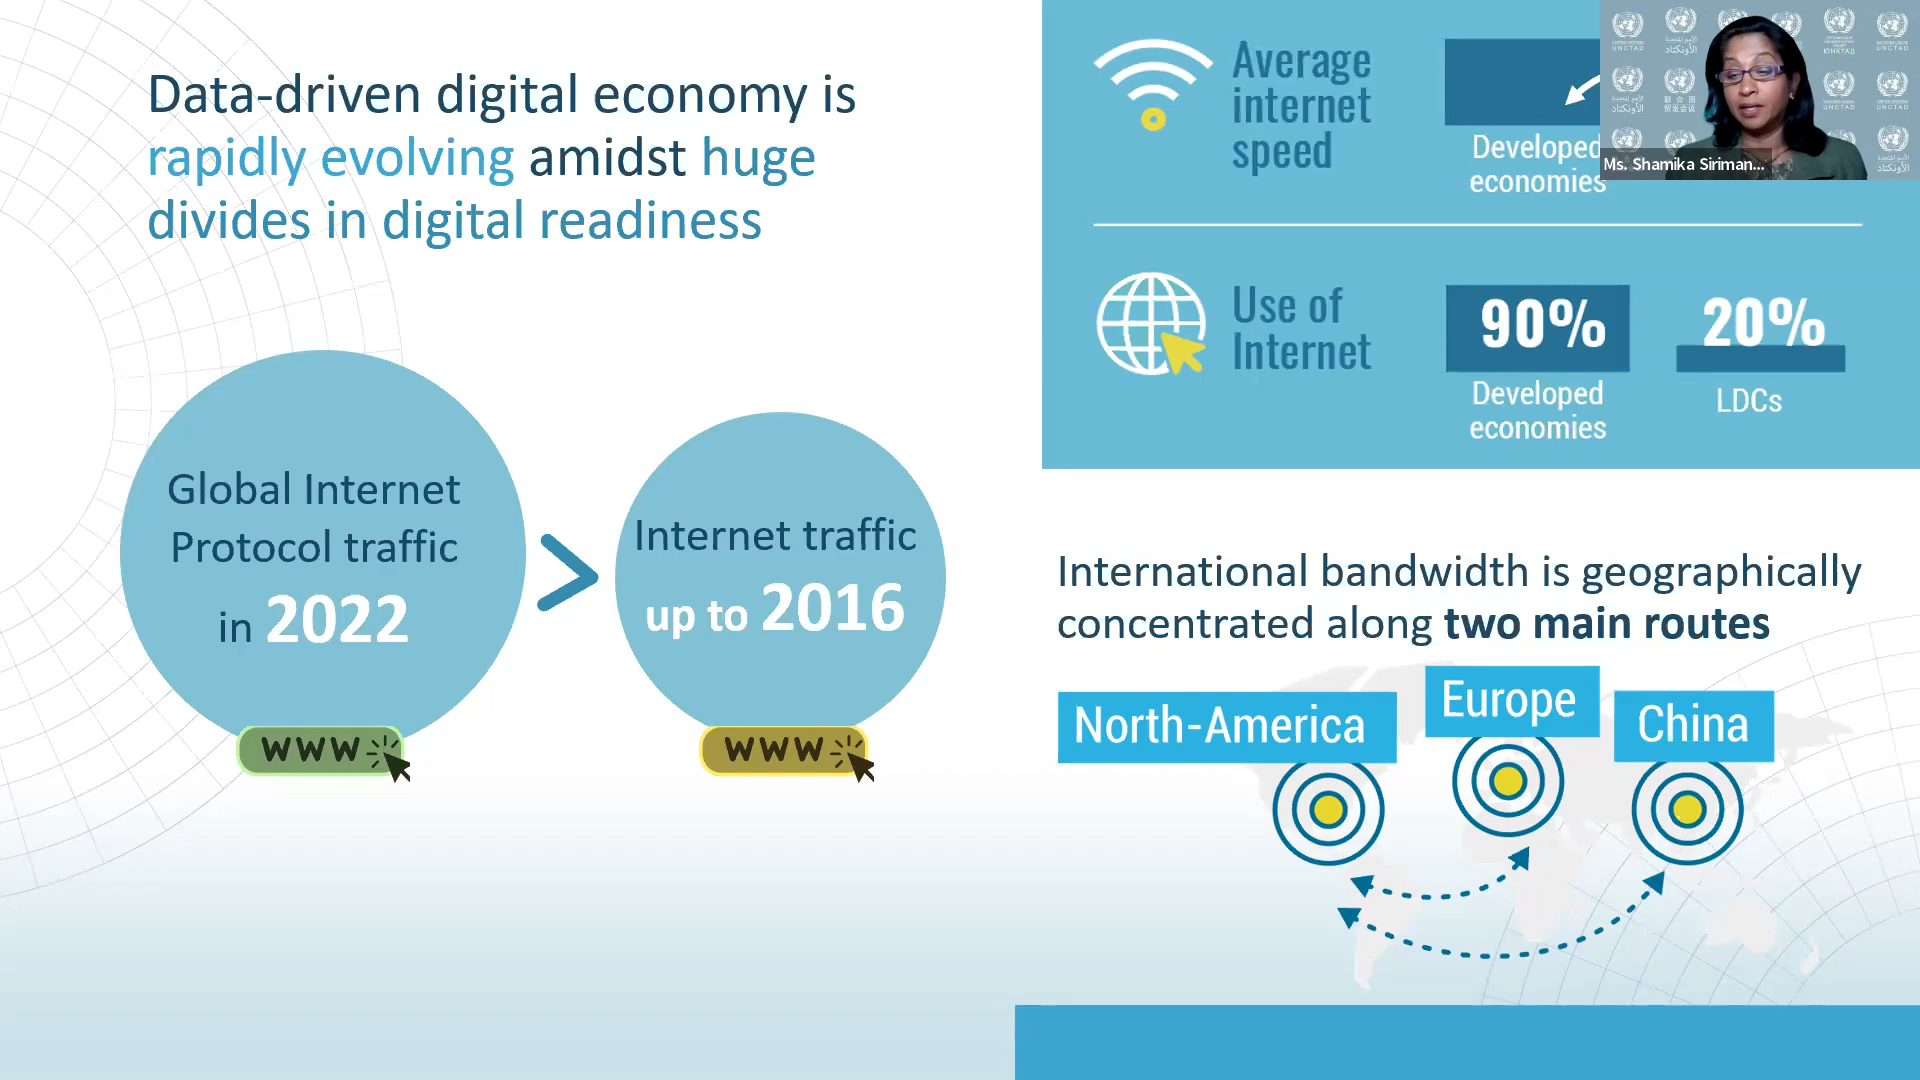 Data-driven digital economy is
rapidly evolving amidst huge
divides in digital readiness
Global Internet
Protocol traffic
in 2022
WWW
>
Internet traffic
up to 2016
WWW
Average
internet
speed
Developed
economies
Use of
Internet
90%
Developed
economies
20%
LDCs
Ms. Shamika Siriman...
International bandwidth is geographically
concentrated along two main routes
North-America
Europe
China